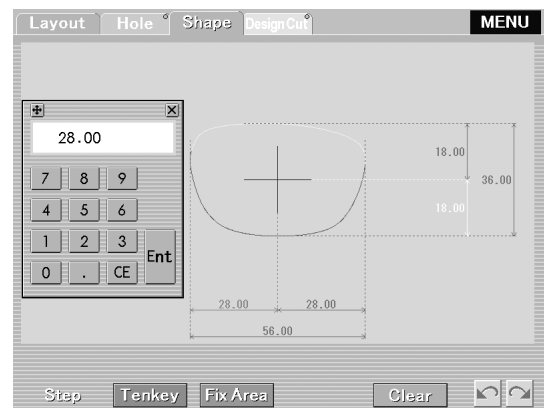 Layout Hole ° Shape Design Cut° MENU
28.00
7 8 9
4 5 6
1 2 3
Ent
0 . CE
18.00
36.00
18.00
28.00 28.00
56.00
Step Tenkey Fix Area Clear